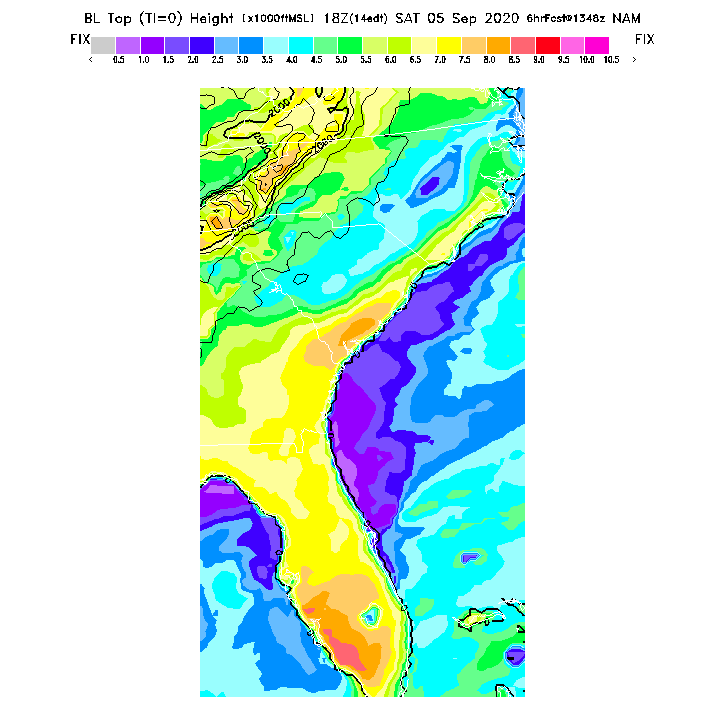 BL Top (TI=0) Height [x1000ftMSL] 18Z(14edt) SAT 05 Sep 2020 6hrFcst@1348z NAM
FIX FIX
< 0.5 1.0 1.5 2.0 2.5 3.0 3.5 4.0 4.5 5.0 5.5 6.0 6.5 7.0 7.5 8.0 8.5 9.0 9.5 10.0 10.5 >
2000
2000
2000